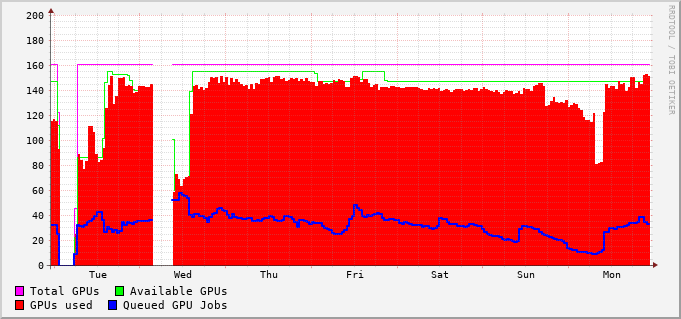 200
180
160
140
120
100
80
60
40
20
0
Tue Wed Thu Fri Sat Sun Mon
Total GPUs Available GPUs
GPUs used Queued GPU Jobs
RRDTOOL / TOBI OETIKER